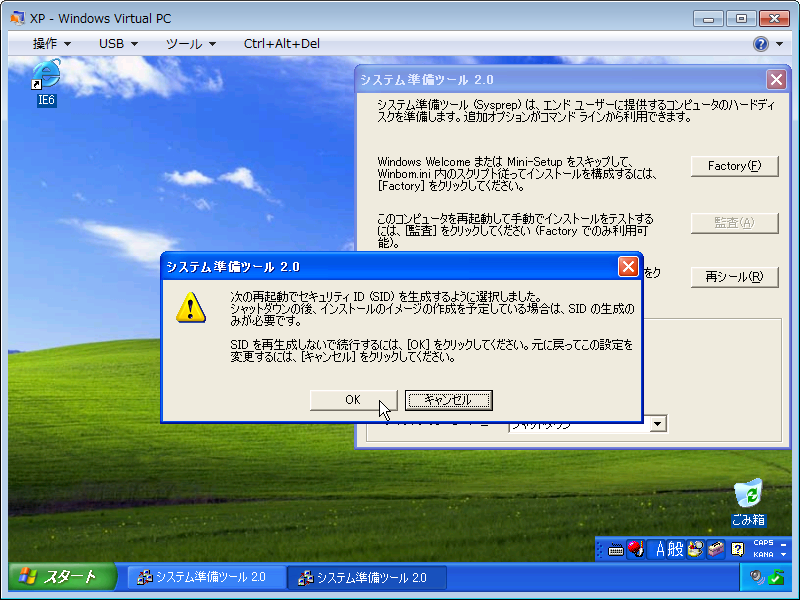 XP - Windows Virtual PC
操作 USB ツール Ctrl+Alt+Del
IE6
システム準備ツール 2.0
システム準備ツール (Sysprep) は、エンド ユーザーに提供するコンピュータのハードディ
スクを準備します。追加オプションがコマンド ラインから利用できます。
Windows Welcome または Mini-Setup をスキップして、
Winbom.ini 内のスクリプト従ってインストールを構成するには、
[Factory] をクリックしてください。
Factory(F)
このコンピュータを再起動して手動でインストールをテストする
には、[監査] をクリックしてください (Factory でのみ利用可
能)。
監査(A)
をク
再シール(R)
システム準備ツール 2.0
次の再起動でセキュリティ ID (SID) を生成するように選択しました。
シャットダウンの後、インストールのイメージの作成を予定している場合は、SID の生成の
みが必要です。
SID を再生成しないで続行するには、[OK] をクリックしてください。元に戻ってこの設定を
変更するには、[キャンセル] をクリックしてください。
OK キャンセル
シャットダウン
ごみ箱
A 般 CAPS
KANA
スタート システム準備ツール 2.0 システム準備ツール 2.0